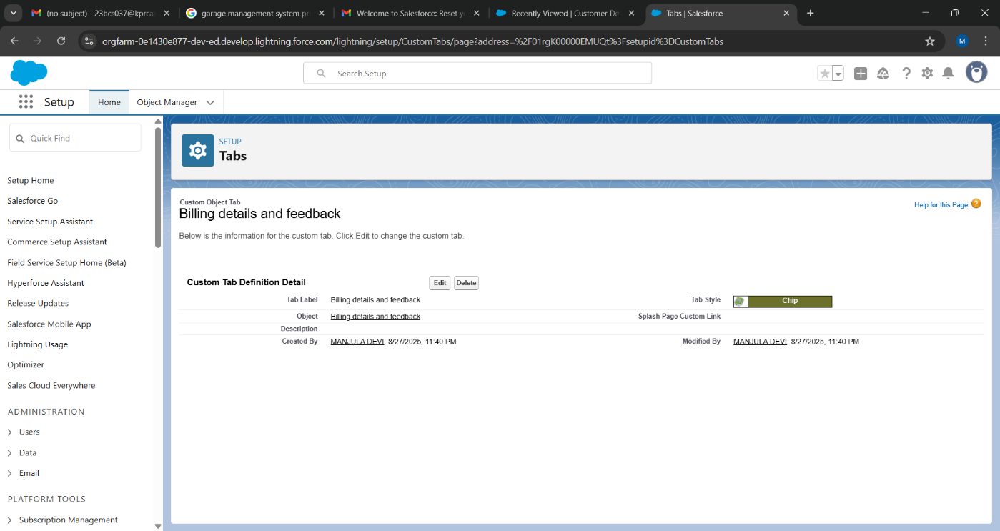 (no subject) - 23bcs037@kprca
garage management system pr
Welcome to Salesforce: Reset y
Recently Viewed | Customer De
Tabs | Salesforce
orgfarm-0e1430e877-dev-ed.develop.lightning.force.com/lightning/setup/CustomTabs/page?address=%2F01rgK00000EMUQt%3Fsetupid%3DCustomTabs
M
Search Setup
Setup
Home
Object Manager
Quick Find
SETUP
Tabs
Setup Home
Salesforce Go
Service Setup Assistant
Commerce Setup Assistant
Field Service Setup Home (Beta)
Hyperforce Assistant
Release Updates
Salesforce Mobile App
Lightning Usage
Optimizer
Sales Cloud Everywhere
ADMINISTRATION
Users
Data
Email
PLATFORM TOOLS
Subscription Management
Custom Object Tab
Billing details and feedback
Help for this Page
Below is the information for the custom tab. Click Edit to change the custom tab.
Custom Tab Definition Detail Edit Delete
Tab Label Billing details and feedback Tab Style Chip
Object Billing details and feedback Splash Page Custom Link
Description
Created By MANJULA DEVI, 8/27/2025, 11:40 PM Modified By MANJULA DEVI, 8/27/2025, 11:40 PM